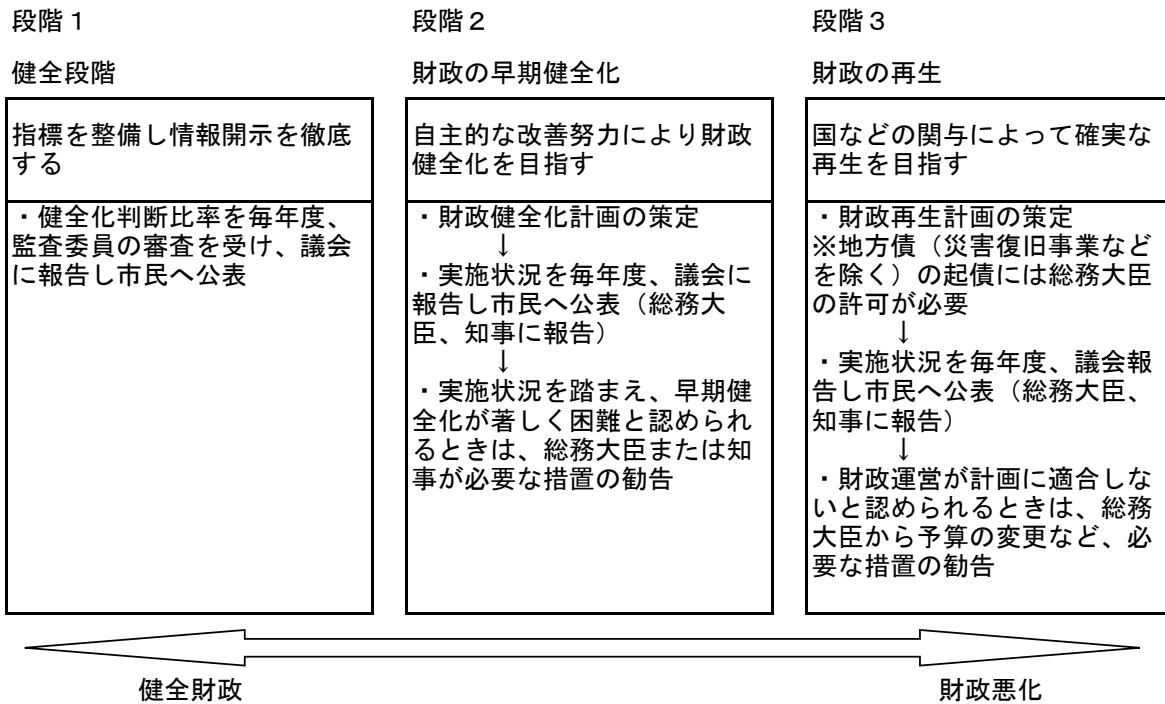 段階1
健全段階
指標を整備し情報開示を徹底
する
・健全化判断比率を毎年度、
監査委員の審査を受け、議会
に報告し市民へ公表
段階2
財政の早期健全化
自主的な改善努力により財政
健全化を目指す
・財政健全化計画の策定
↓
・実施状況を毎年度、議会に
報告し市民へ公表（総務大
臣、知事に報告）
↓
・実施状況を踏まえ、早期健
全化が著しく困難と認められ
るときは、総務大臣または知
事が必要な措置の勧告
段階3
財政の再生
国などの関与によって確実な
再生を目指す
・財政再生計画の策定
※地方債（災害復旧事業など
を除く）の起債には総務大臣
の許可が必要
↓
・実施状況を毎年度、議会報
告し市民へ公表（総務大臣、
知事に報告）
↓
・財政運営が計画に適合しな
いと認められるときは、総務
大臣から予算の変更など、必
要な措置の勧告
健全財政
財政悪化